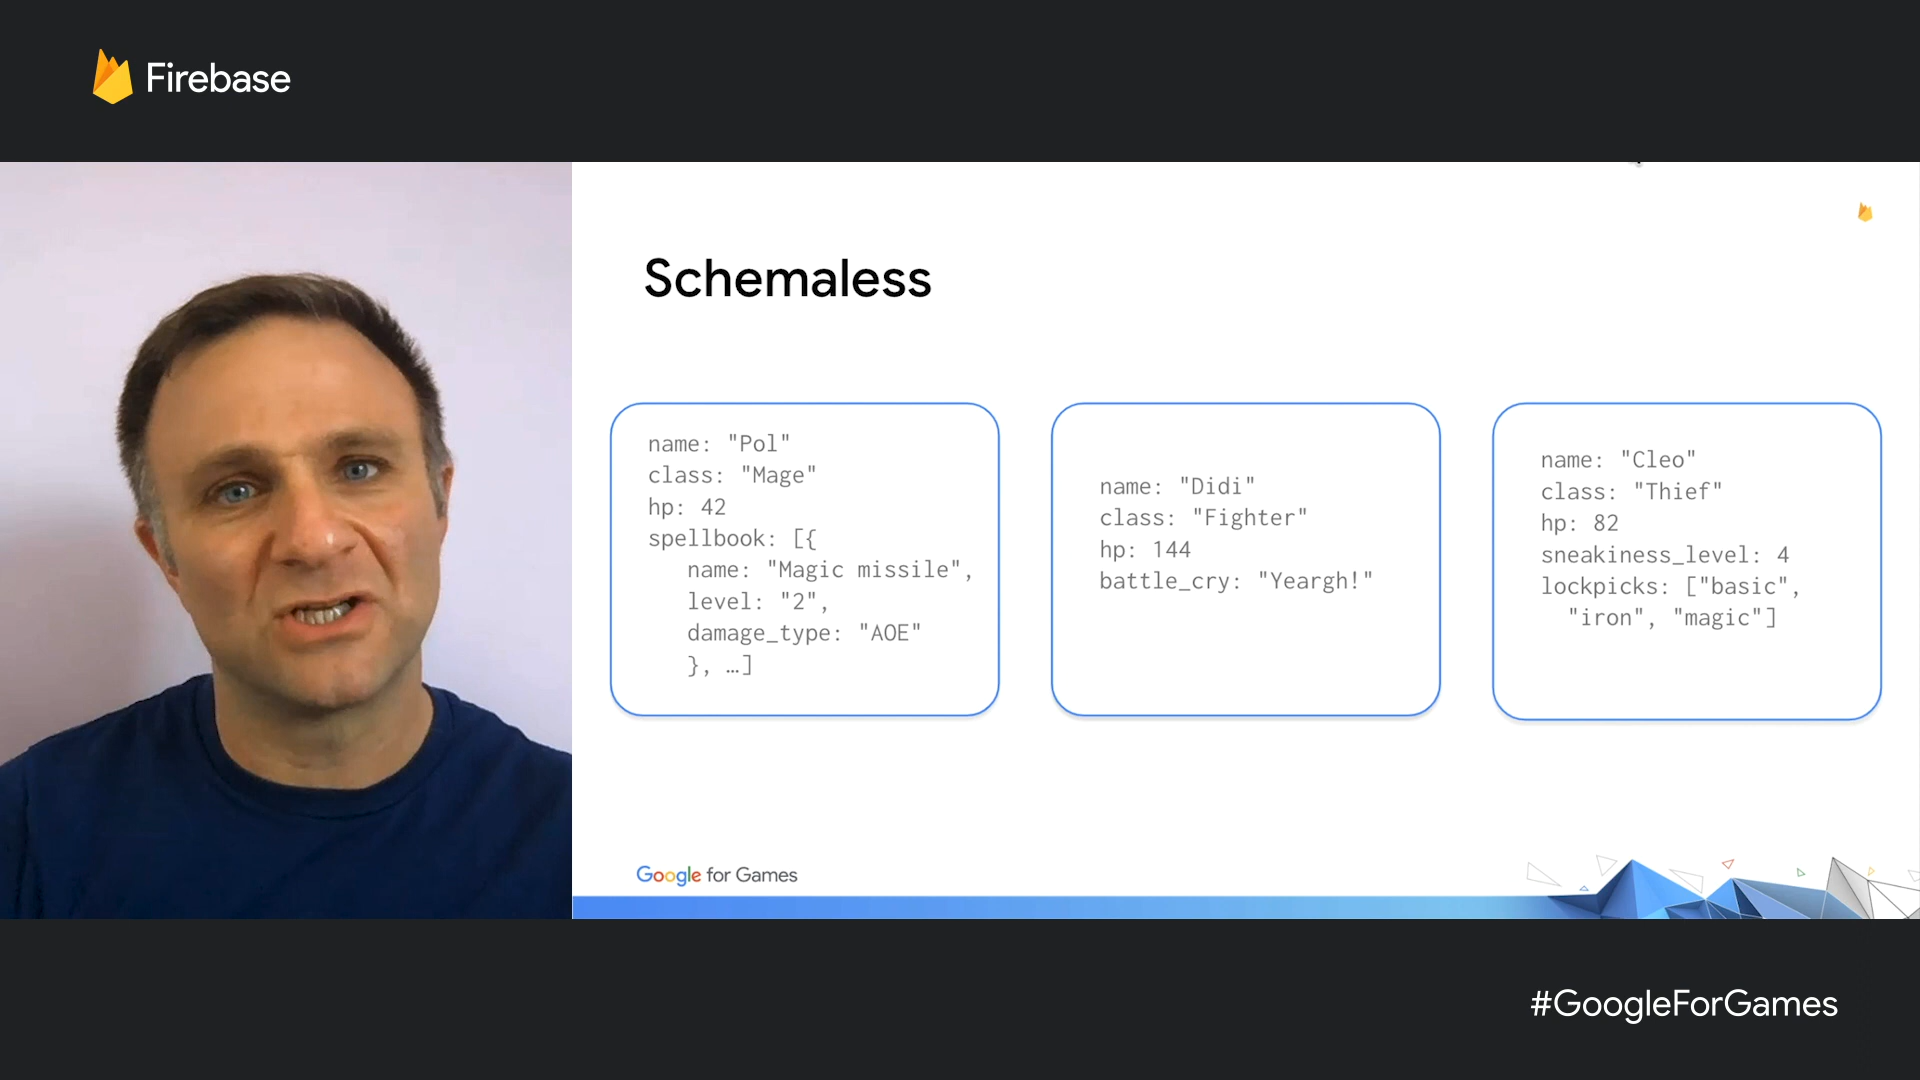 Firebase
Schemaless
name: "Pol"
class: "Mage"
hp: 42
spellbook: [{
name: "Magic missile",
level: "2",
damage_type: "AOE"
}, …]
name: "Didi"
class: "Fighter"
hp: 144
battle_cry: "Yeargh!"
name: "Cleo"
class: "Thief"
hp: 82
sneakiness_level: 4
lockpicks: ["basic",
"iron", "magic"]
Google for Games
#GoogleForGames